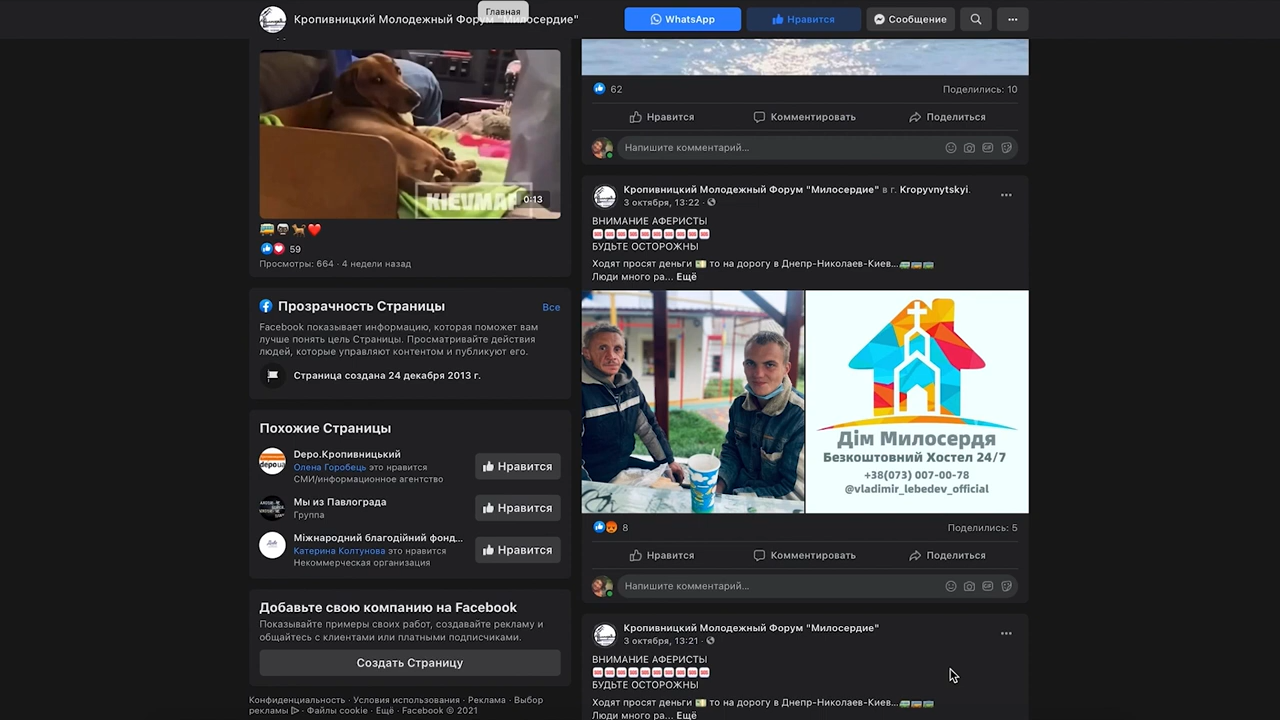 Главная
Кропивницкий Молодежный Форум "Милосердие"
WhatsApp
Нравится
Сообщение
KIEVMAP
0:13
59
Просмотры: 664 · 4 недели назад
Прозрачность Страницы
Все
Facebook показывает информацию, которая поможет вам
лучше понять цель Страницы. Просматривайте действия
людей, которые управляют контентом и публикуют его.
Страница создана 24 декабря 2013 г.
Похожие Страницы
Depo.Кропивницький
Олена Горобець это нравится
СМИ/информационное агентство
Нравится
depo.ua
Мы из Павлограда
Группа
Нравится
Міжнародний благодійний фонд...
Катерина Колтунова это нравится
Некоммерческая организация
Нравится
Добавьте свою компанию на Facebook
Показывайте примеры своих работ, создавайте рекламу и
общайтесь с клиентами или платными подписчиками.
Создать Страницу
Конфиденциальность · Условия использования · Реклама · Выбор
рекламы · Файлы cookie · Ещё · Facebook © 2021
62
Поделились: 10
Нравится
Комментировать
Поделиться
Напишите комментарий...
Кропивницкий Молодежный Форум "Милосердие" в г. Kropyvnytskyi.
3 октября, 13:22 ·
ВНИМАНИЕ АФЕРИСТЫ
БУДЬТЕ ОСТОРОЖНЫ
Ходят просят деньги то на дорогу в Днепр-Николаев-Киев...
Люди много ра... Ещё
Дім Милосердя
Безкоштовний Хостел 24/7
+38(073) 007-00-78
@vladimir_lebedev_official
8
Поделились: 5
Нравится
Комментировать
Поделиться
Напишите комментарий...
Кропивницкий Молодежный Форум "Милосердие"
3 октября, 13:21 ·
ВНИМАНИЕ АФЕРИСТЫ
БУДЬТЕ ОСТОРОЖНЫ
Ходят просят деньги то на дорогу в Днепр-Николаев-Киев...
Люди много ра... Ещё